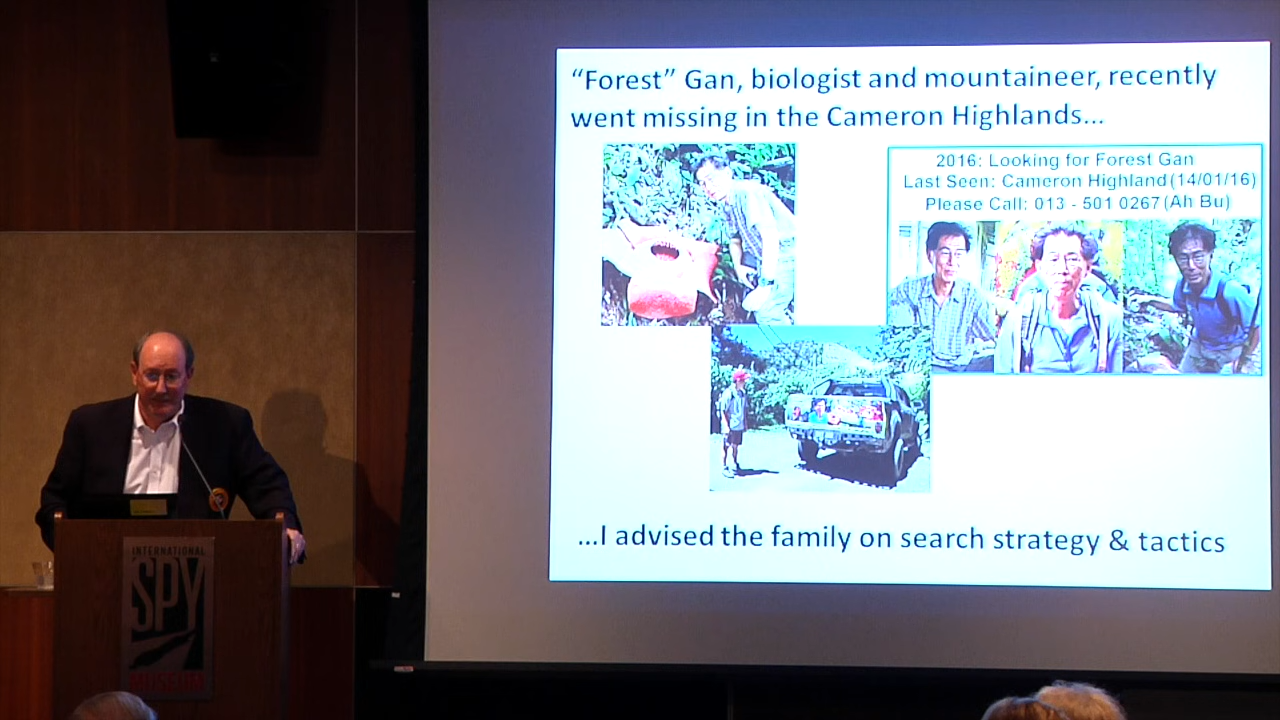 "Forest" Gan, biologist and mountaineer, recently
went missing in the Cameron Highlands...
2016: Looking for Forest Gan
Last Seen: Cameron Highland (14/01/16)
Please Call: 013 - 501 0267 (Ah Bu)
...I advised the family on search strategy & tactics
INTERNATIONAL
SPY
MUSEUM